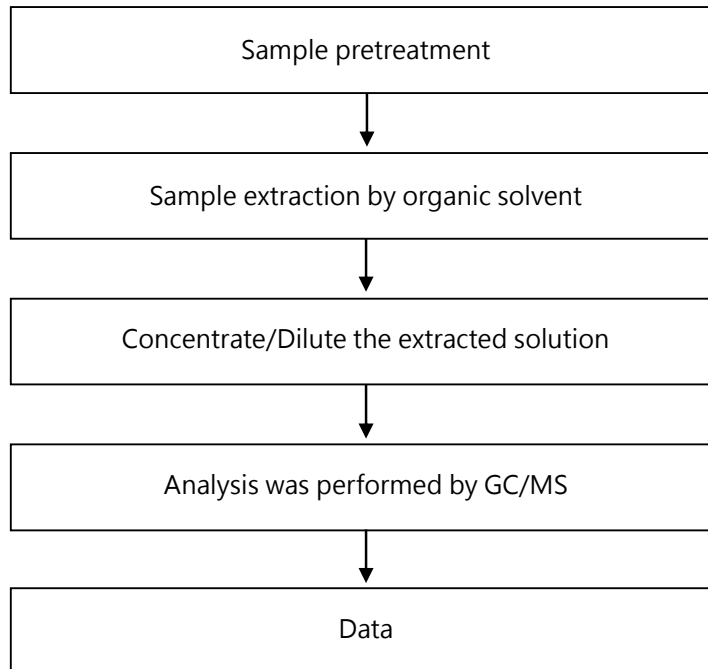 Sample pretreatment
Sample extraction by organic solvent
Concentrate/Dilute the extracted solution
Analysis was performed by GC/MS
Data